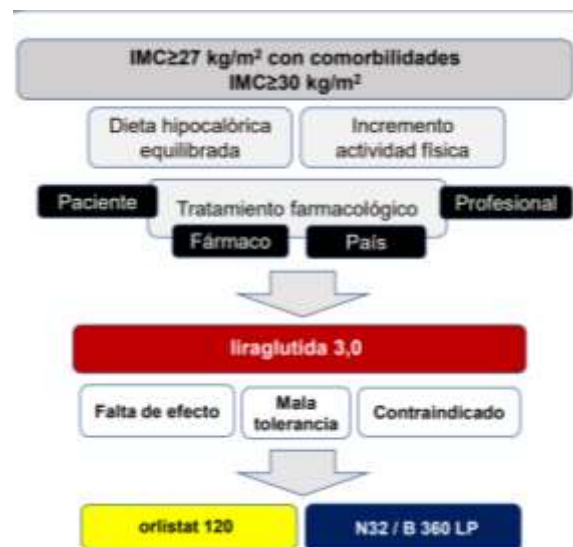 IMC≥27 kg/m² con comorbilidades
IMC≥30 kg/m²
Dieta hipocalórica
equilibrada
Incremento
actividad física
Paciente
Tratamiento farmacológico
Profesional
Fármaco
País
liraglutida 3,0
Falta de efecto
Mala
tolerancia
Contraindicado
orlistat 120
N32 / B 360 LP